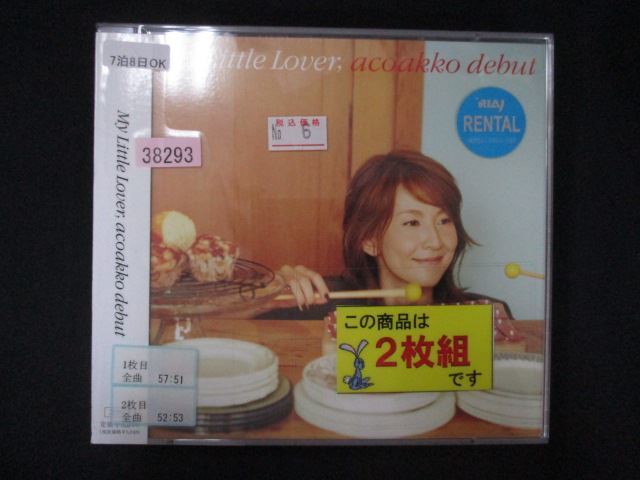 7泊8日OK
ittle Lover, acoakko debut
税込価格
No 6
RENTAL
38293
My Little Lover, acoakko debut
この商品は
2枚組
です
1枚目
全曲 57:51
2枚目
全曲 52:53